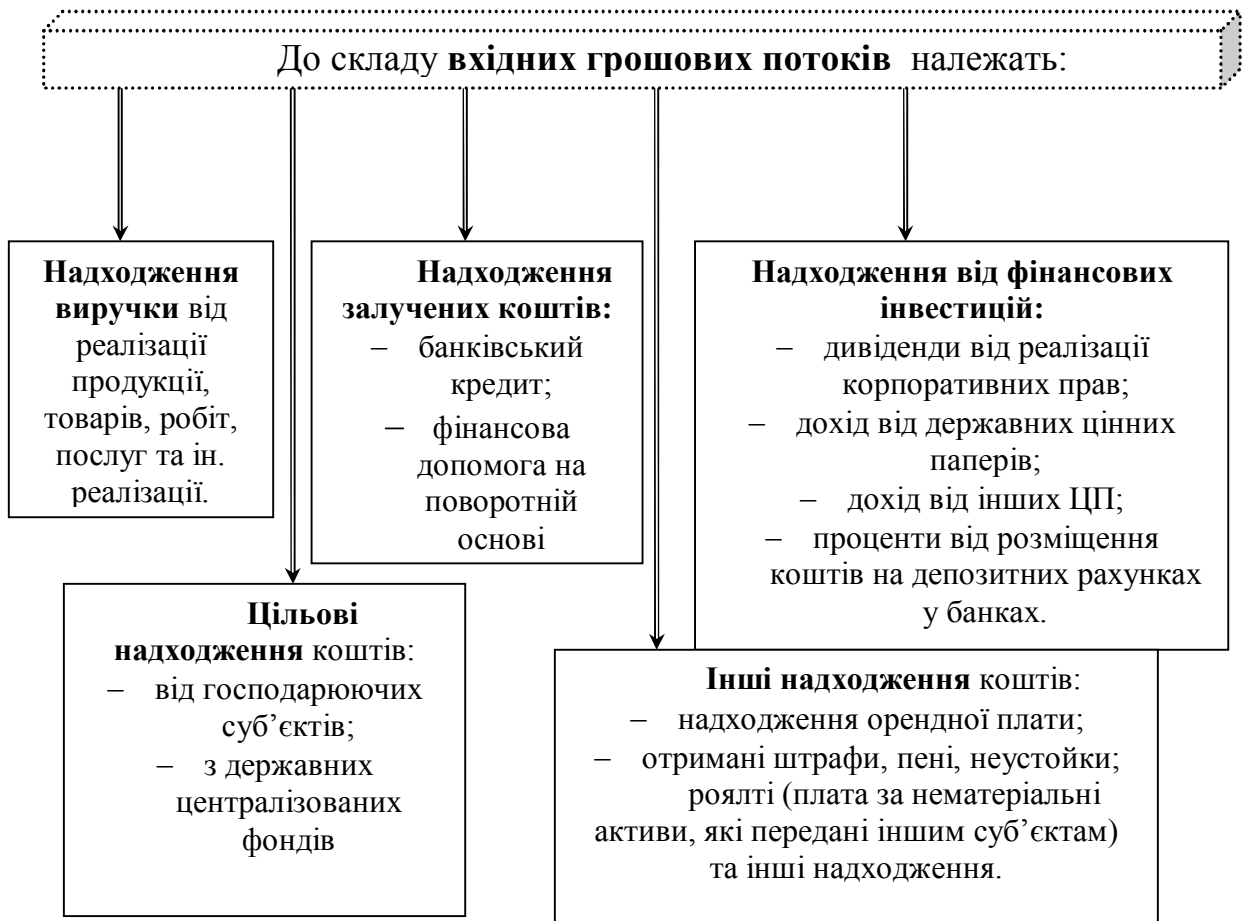 До складу вхідних грошових потоків належать:
Надходження
виручки від
реалізації
продукції,
товарів, робіт,
послуг та ін.
реалізації.
Надходження
залучених коштів:
– банківський
кредит;
– фінансова
допомога на
поворотній
основі
Надходження від фінансових
інвестицій:
– дивіденди від реалізації
корпоративних прав;
– дохід від державних цінних
паперів;
– дохід від інших ЦП;
– проценти від розміщення
коштів на депозитних рахунках
у банках.
Цільові
надходження коштів:
– від господарюючих
суб’єктів;
– з державних
централізованих
фондів
Інші надходження коштів:
– надходження орендної плати;
– отримані штрафи, пені, неустойки;
роялті (плата за нематеріальні
активи, які передані іншим суб’єктам)
та інші надходження.